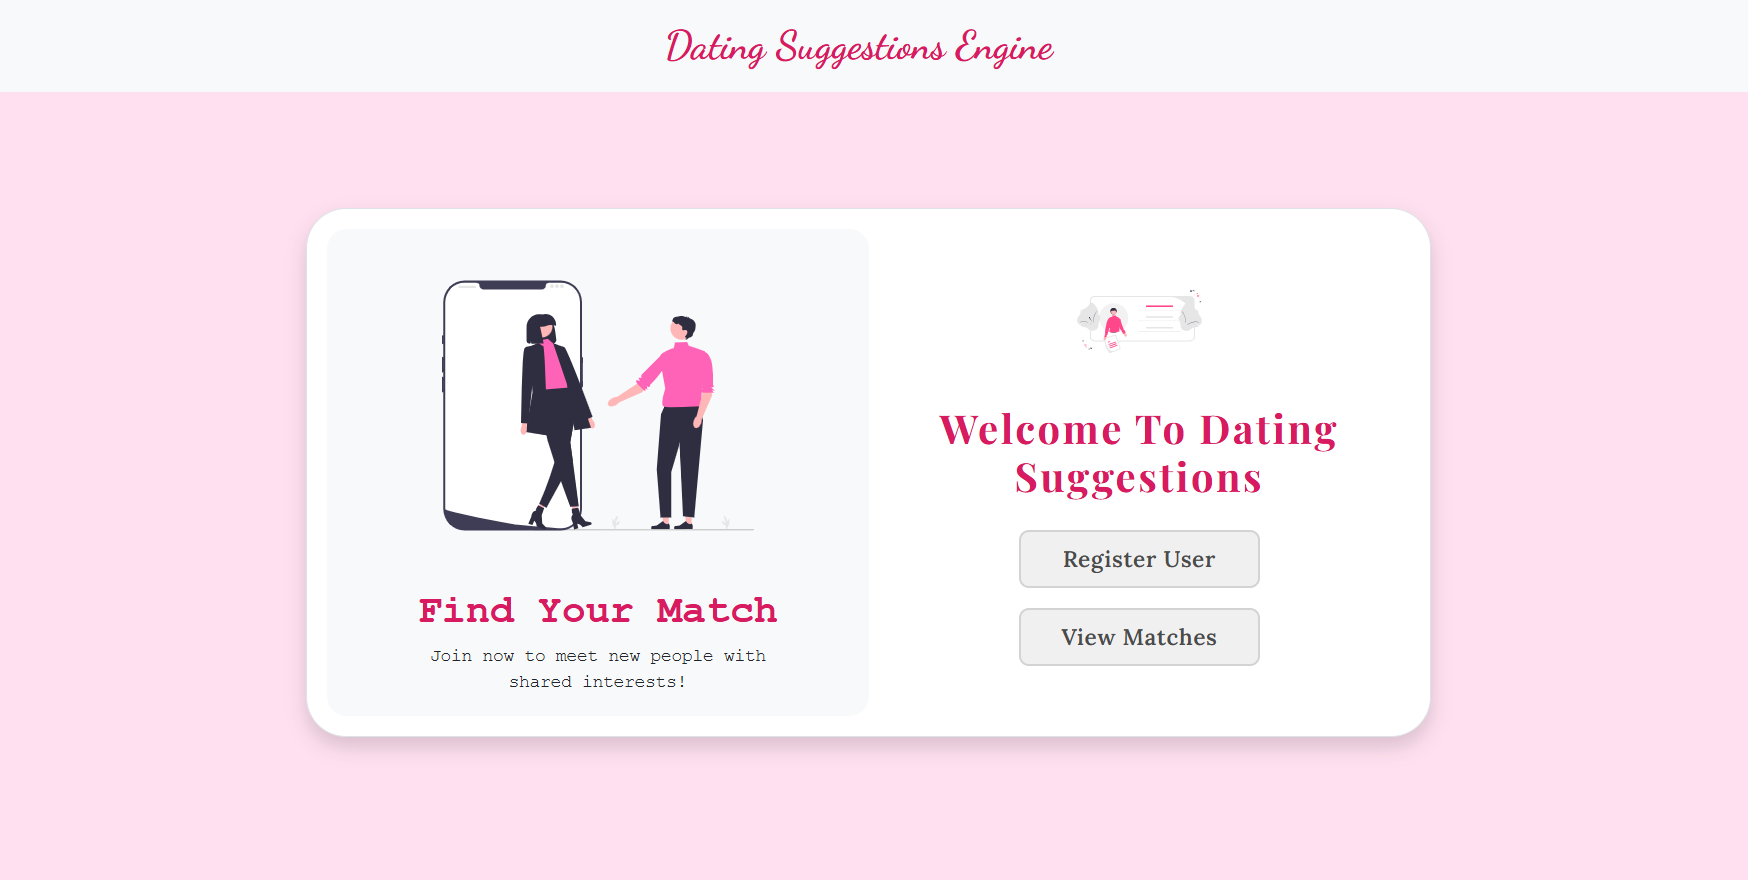 Dating Suggestions Engine
Find Your Match
Join now to meet new people with
shared interests!
Welcome To Dating
Suggestions
Register User
View Matches